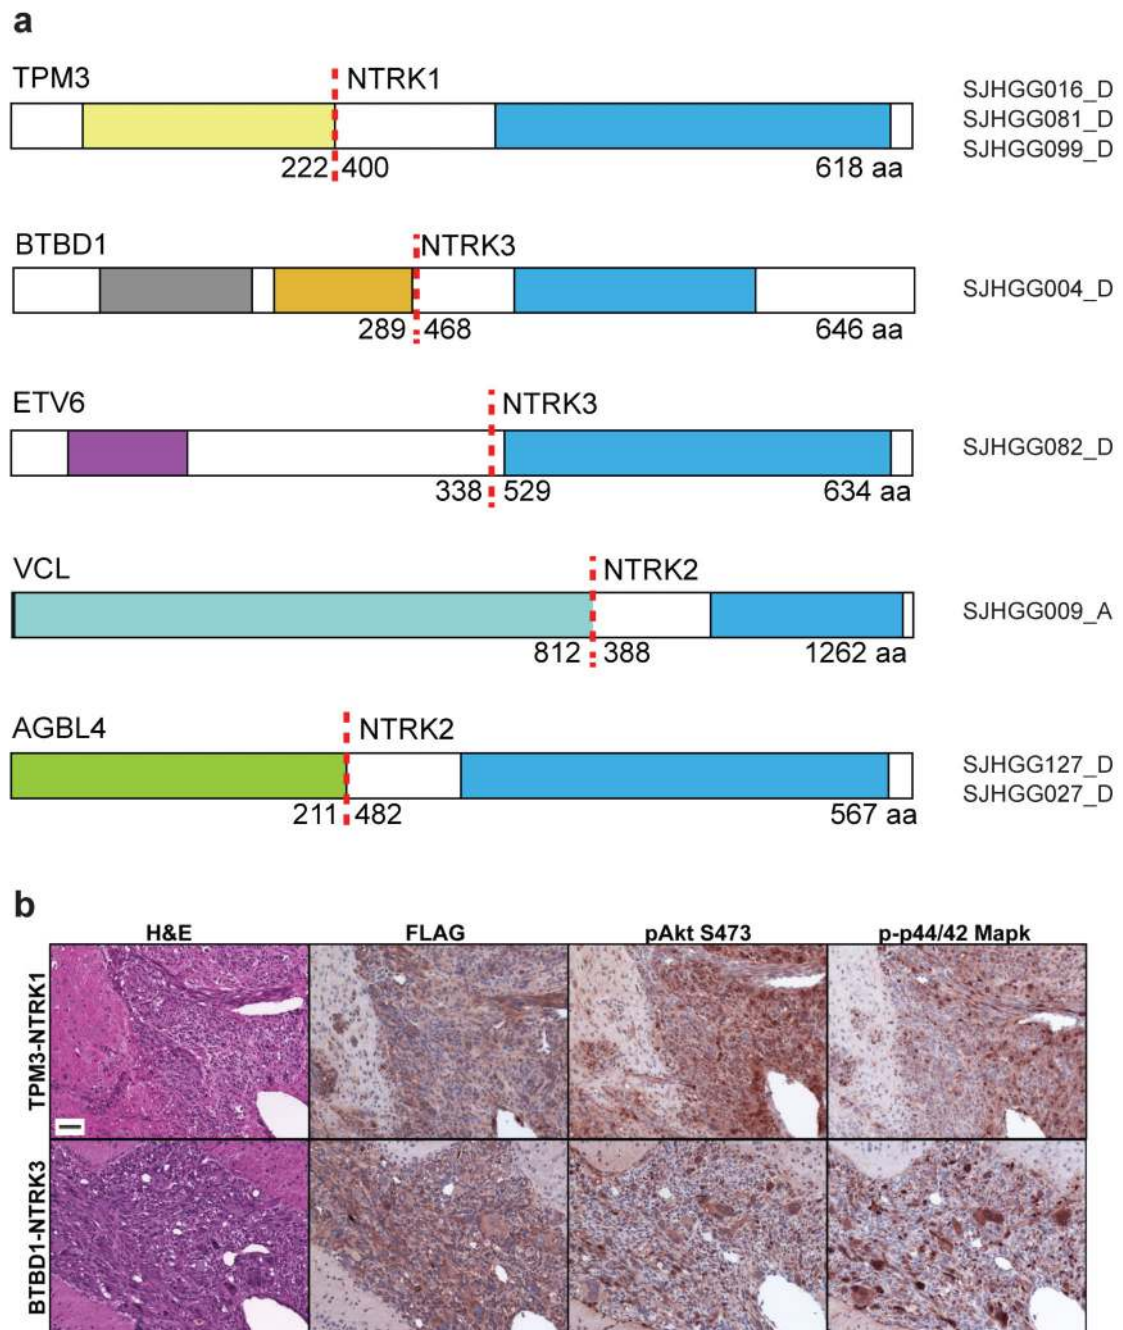 a
TPM3 NTRK1
SJHGG016_D
SJHGG081_D
SJHGG099_D
222 400 618 aa
BTBD1 NTRK3
SJHGG004_D
289 468 646 aa
ETV6 NTRK3
SJHGG082_D
338 529 634 aa
VCL NTRK2
SJHGG009_A
812 388 1262 aa
AGBL4 NTRK2
SJHGG127_D
SJHGG027_D
211 482 567 aa
b
H&E FLAG pAkt S473 p-p44/42 Mapk
TPM3-NTRK1
BTBD1-NTRK3